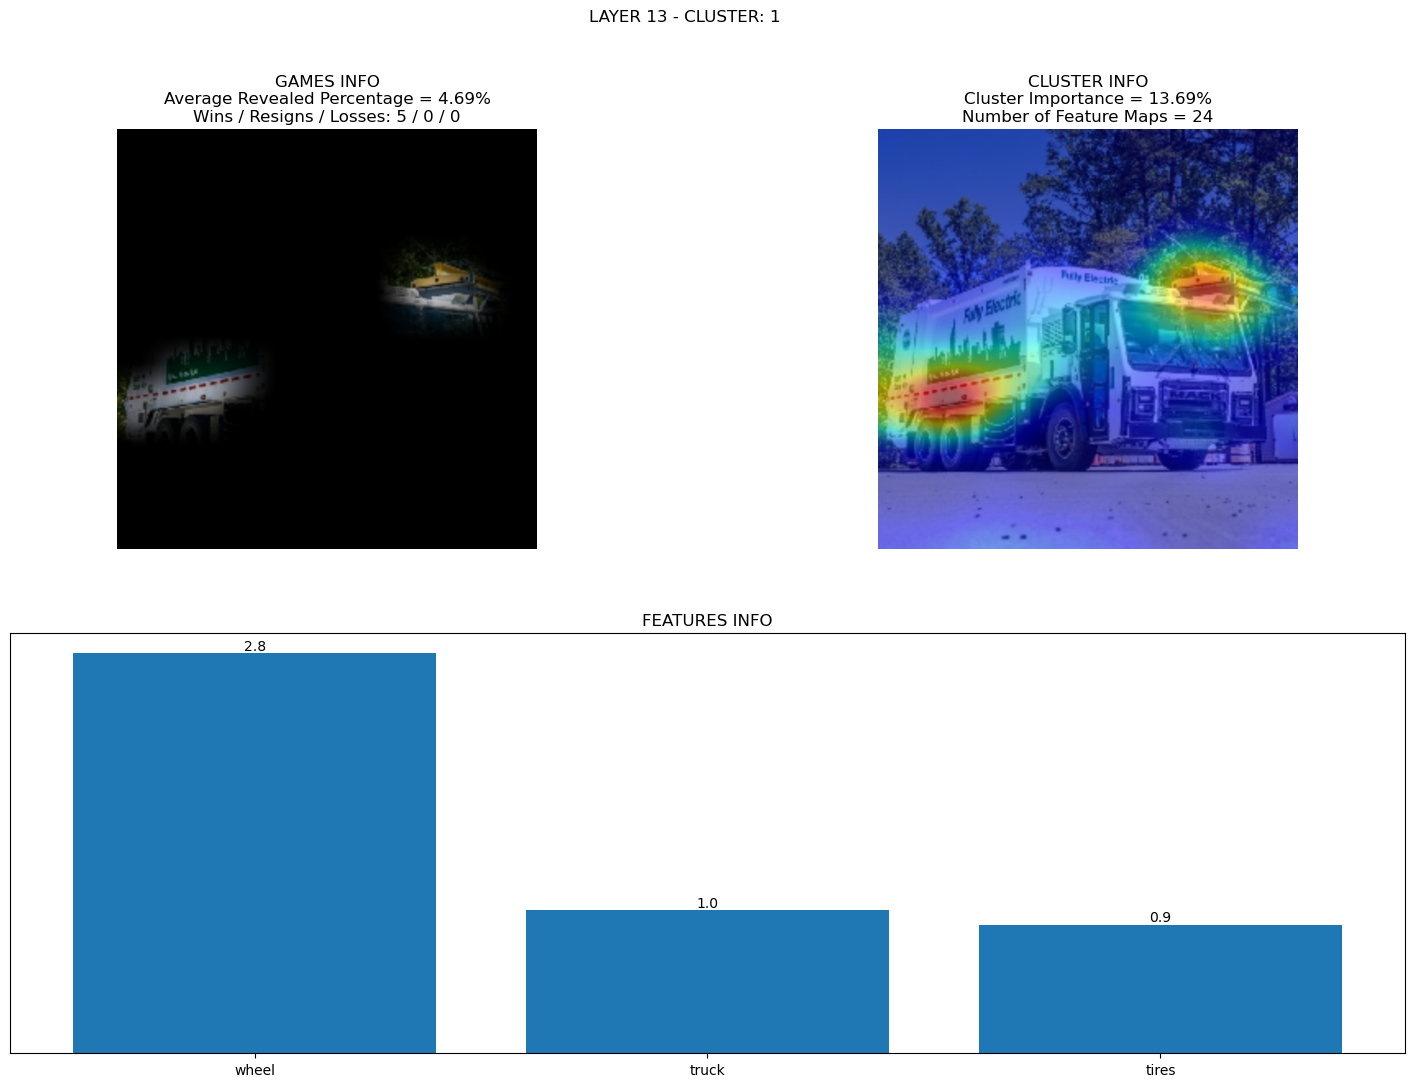 LAYER 13 - CLUSTER: 1
GAMES INFO
Average Revealed Percentage = 4.69%
Wins / Resigns / Losses: 5 / 0 / 0
CLUSTER INFO
Cluster Importance = 13.69%
Number of Feature Maps = 24
Fully Electric
Fully Electric
FEATURES INFO
2.8
1.0
0.9
wheel
truck
tires